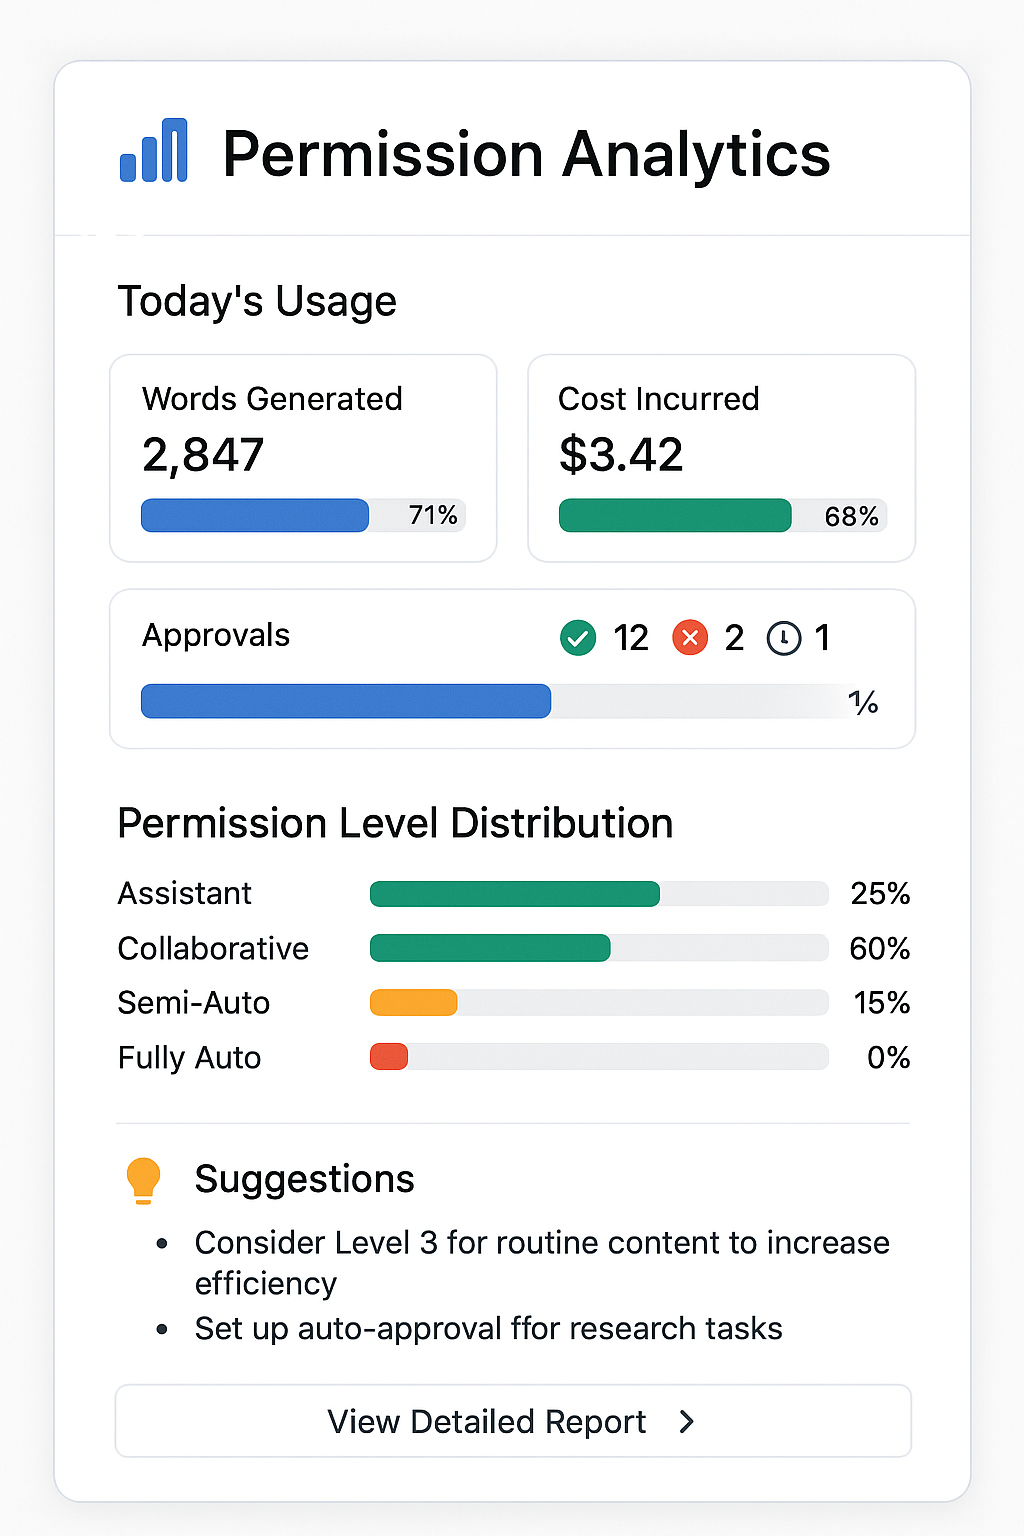 Permission Analytics
Today's Usage
Words Generated
2,847
71%
Cost Incurred
$3.42
68%
Approvals
12
2
1
%
Permission Level Distribution
Assistant
25%
Collaborative
60%
Semi-Auto
15%
Fully Auto
0%
Suggestions
• Consider Level 3 for routine content to increase
efficiency
• Set up auto-approval ffor research tasks
View Detailed Report